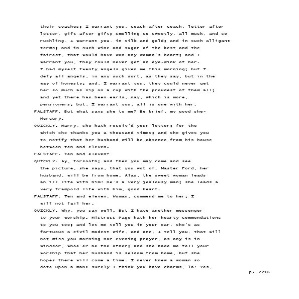 their coaches; I warrant you, coach after coach, letter after
letter, gift after gift; smelling so sweetly, all musk, and so
rushling, I warrant you, in silk and gold; and in such alligant
terms; and in such wine and sugar of the best and the
fairest, that would have won any woman's heart; and I
warrant you, they could never get an eye-wink of her.
I had myself twenty angels given me this morning; but I
defy all angels, in any such sort, as they say, but in the
way of honesty; and, I warrant you, they could never get
her so much as sip on a cup with the proudest of them all;
and yet there has been earls, nay, which is more,
pensioners; but, I warrant you, all is one with her.
FALSTAFF. But what says she to me? Be brief, my good she-
Mercury.
QUICKLY. Marry, she hath receiv'd your letter; for the
which she thanks you a thousand times; and she gives you
to notify that her husband will be absence from his house
between ten and eleven.
FALSTAFF. Ten and eleven?
QUICKLY. Ay, forsooth; and then you may come and see
the picture, she says, that you wot of. Master Ford, her
husband, will be from home. Alas, the sweet woman leads
an ill life with him! He's a very jealousy man; she leads a
very frampold life with him, good heart.
FALSTAFF. Ten and eleven. Woman, commend me to her; I
will not fail her.
QUICKLY. Why, you say well. But I have another messenger
to your worship. Mistress Page hath her hearty commendations
to you too; and let me tell you in your ear, she's as
fartuous a civil modest wife, and one, I tell you, that will
not miss you morning nor evening prayer, as any is in
Windsor, whoe'er be the other; and she bade me tell your
worship that her husband is seldom from home, but she
hopes there will come a time. I never knew a woman so
dote upon a man: surely I think you have charms, la! Yes,